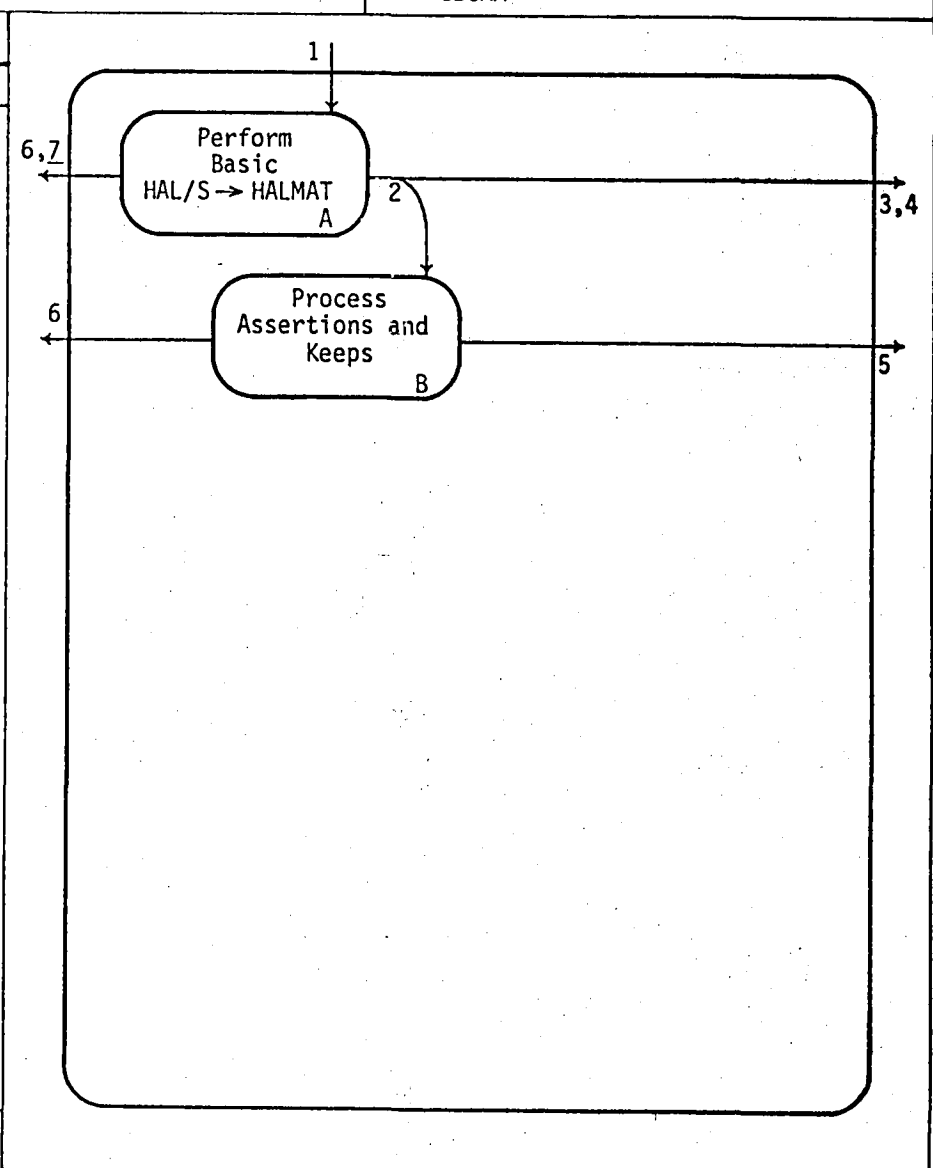 1
Perform
Basic
HAL/S → HALMAT
A
6,7
2
3,4
Process
Assertions and
Keeps
B
6
5